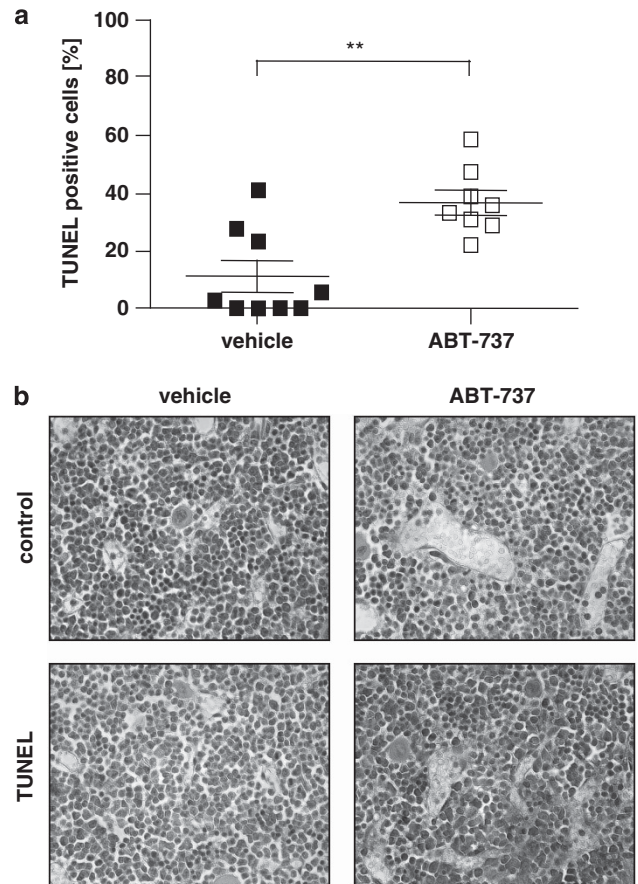 a
TUNEL positive cells [%]
100
80
60
40
20
0
**
vehicle
ABT-737
b
vehicle
ABT-737
control
TUNEL